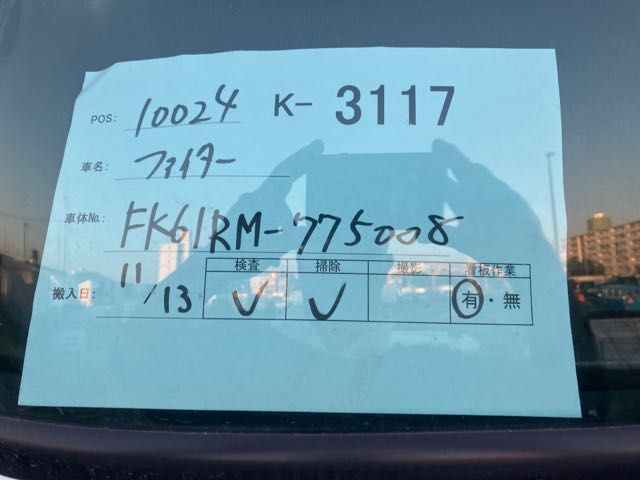 POS: 10024 K-3117
車名: ファイター
車体No.: FK61RM-775008
搬入日: 11/13
検査 掃除 撮影 看板作業
✓ ✓ 有・無